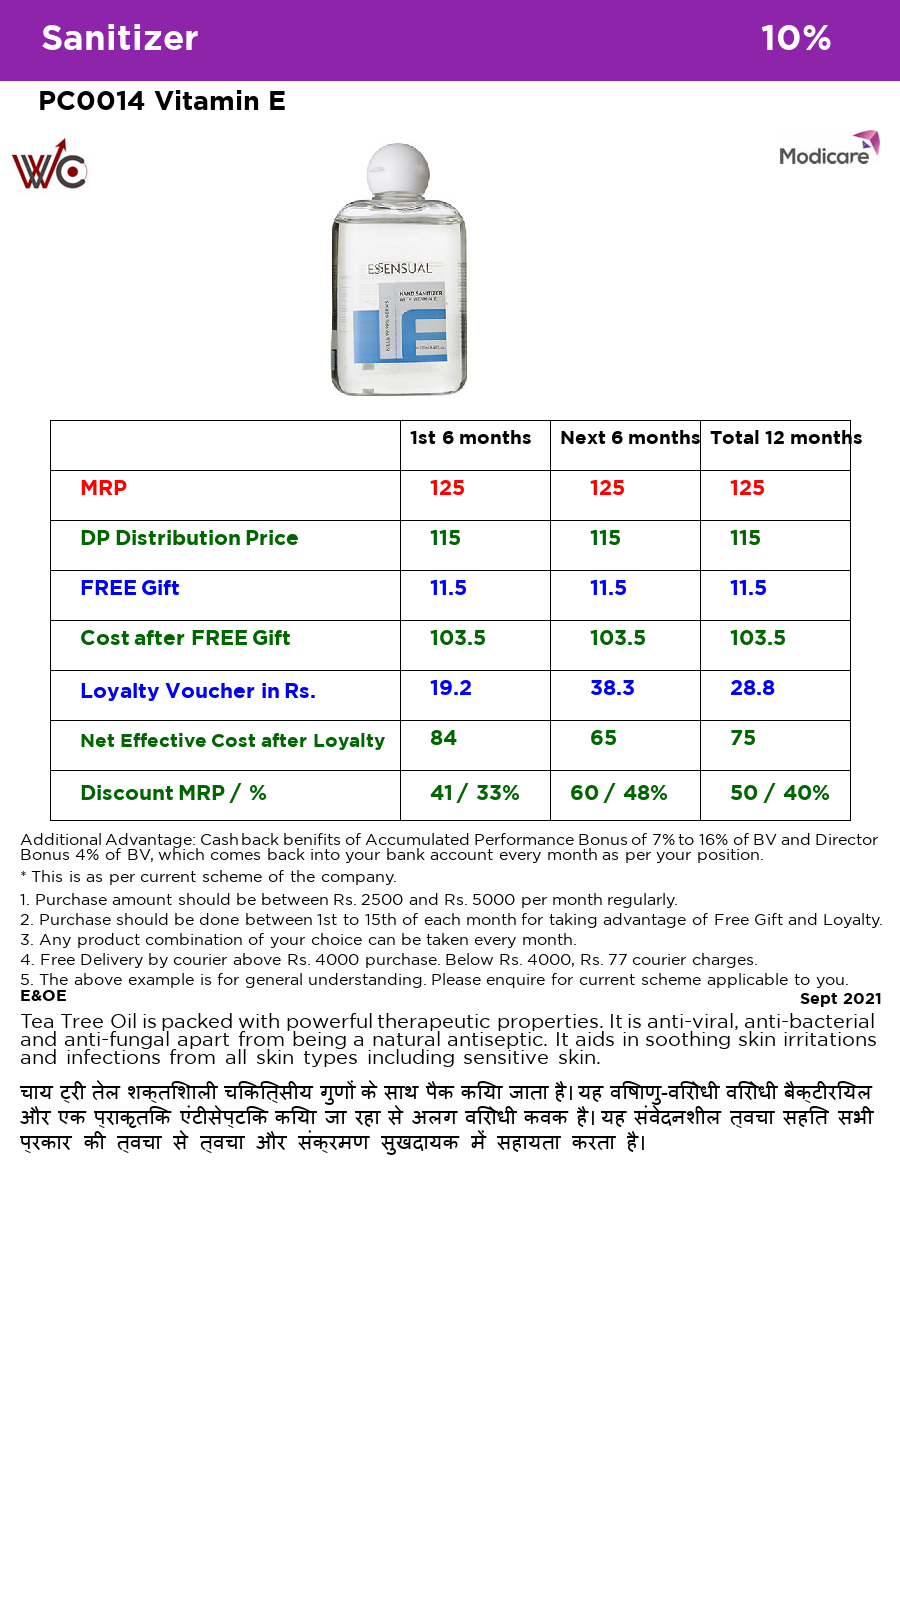 Sanitizer 10%
PC0014 Vitamin E
WC
Modicare
ESSENSUAL
HAND SANITIZER
WITH VITAMIN E
KILLS 99.99% GERMS
E
1st 6 months Next 6 months Total 12 months
MRP 125 125 125
DP Distribution Price 115 115 115
FREE Gift 11.5 11.5 11.5
Cost after FREE Gift 103.5 103.5 103.5
Loyalty Voucher in Rs. 19.2 38.3 28.8
Net Effective Cost after Loyalty 84 65 75
Discount MRP / % 41 / 33% 60 / 48% 50 / 40%
Additional Advantage: Cashback benifits of Accumulated Performance Bonus of 7% to 16% of BV and Director
Bonus 4% of BV, which comes back into your bank account every month as per your position.
* This is as per current scheme of the company.
1. Purchase amount should be between Rs. 2500 and Rs. 5000 per month regularly.
2. Purchase should be done between 1st to 15th of each month for taking advantage of Free Gift and Loyalty.
3. Any product combination of your choice can be taken every month.
4. Free Delivery by courier above Rs. 4000 purchase. Below Rs. 4000, Rs. 77 courier charges.
5. The above example is for general understanding. Please enquire for current scheme applicable to you.
E&OE Sept 2021
Tea Tree Oil is packed with powerful therapeutic properties. It is anti-viral, anti-bacterial
and anti-fungal apart from being a natural antiseptic. It aids in soothing skin irritations
and infections from all skin types including sensitive skin.
चाय ट्री तेल शक्तिशाली चिकित्सीय गुणों के साथ पैक किया जाता है। यह विषाणु-विरोधी विरोधी बैक्टीरियल
और एक प्राकृतिक एंटीसेप्टिक किया जा रहा से अलग विरोधी कवक है। यह संवेदनशील त्वचा सहित सभी
प्रकार की त्वचा से त्वचा और संक्रमण सुखदायक में सहायता करता है।